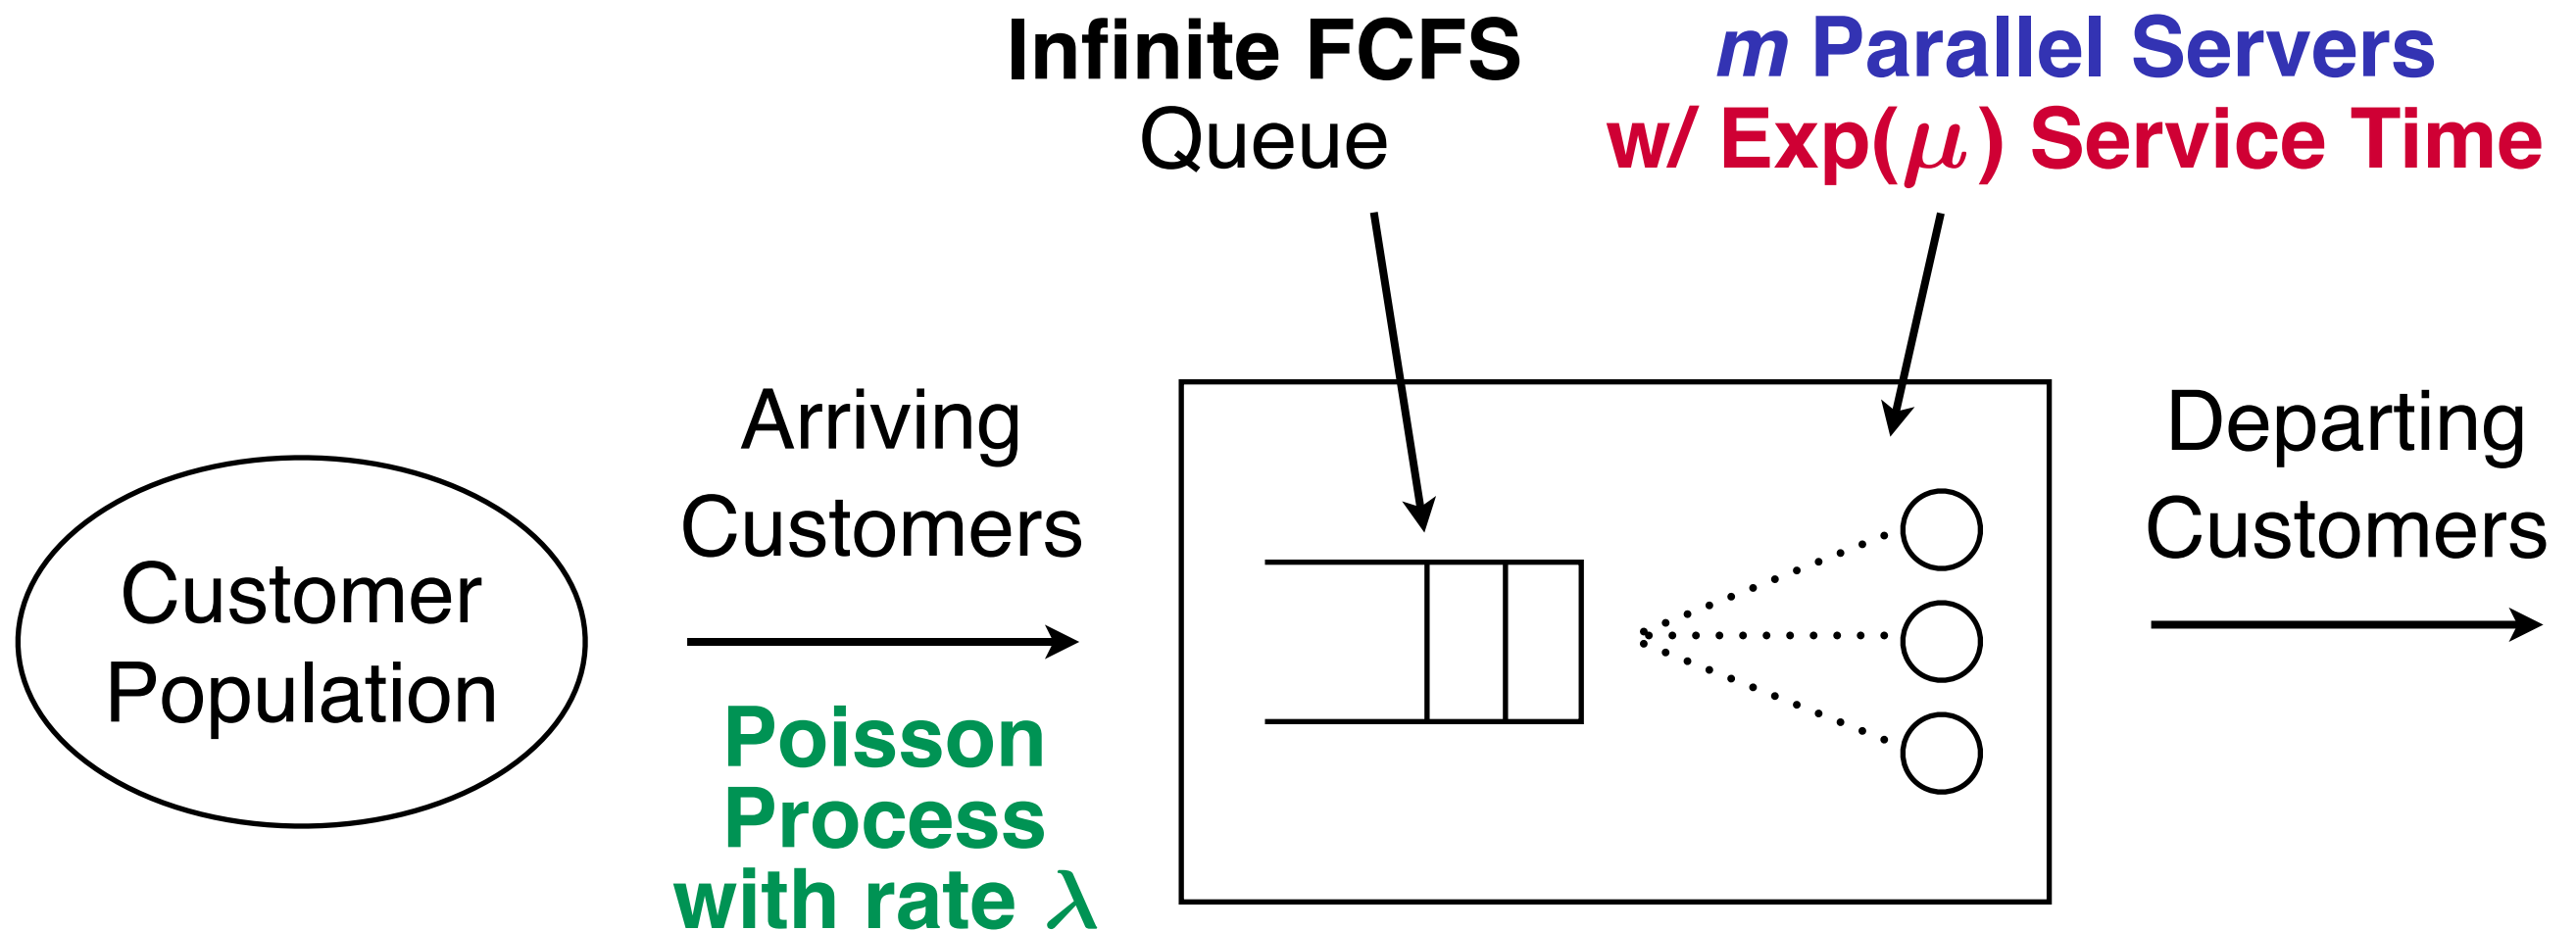 Infinite FCFS
Queue
m Parallel Servers
w/ Exp(μ) Service Time
Customer
Population
Arriving
Customers
Poisson
Process
with rate λ
Departing
Customers